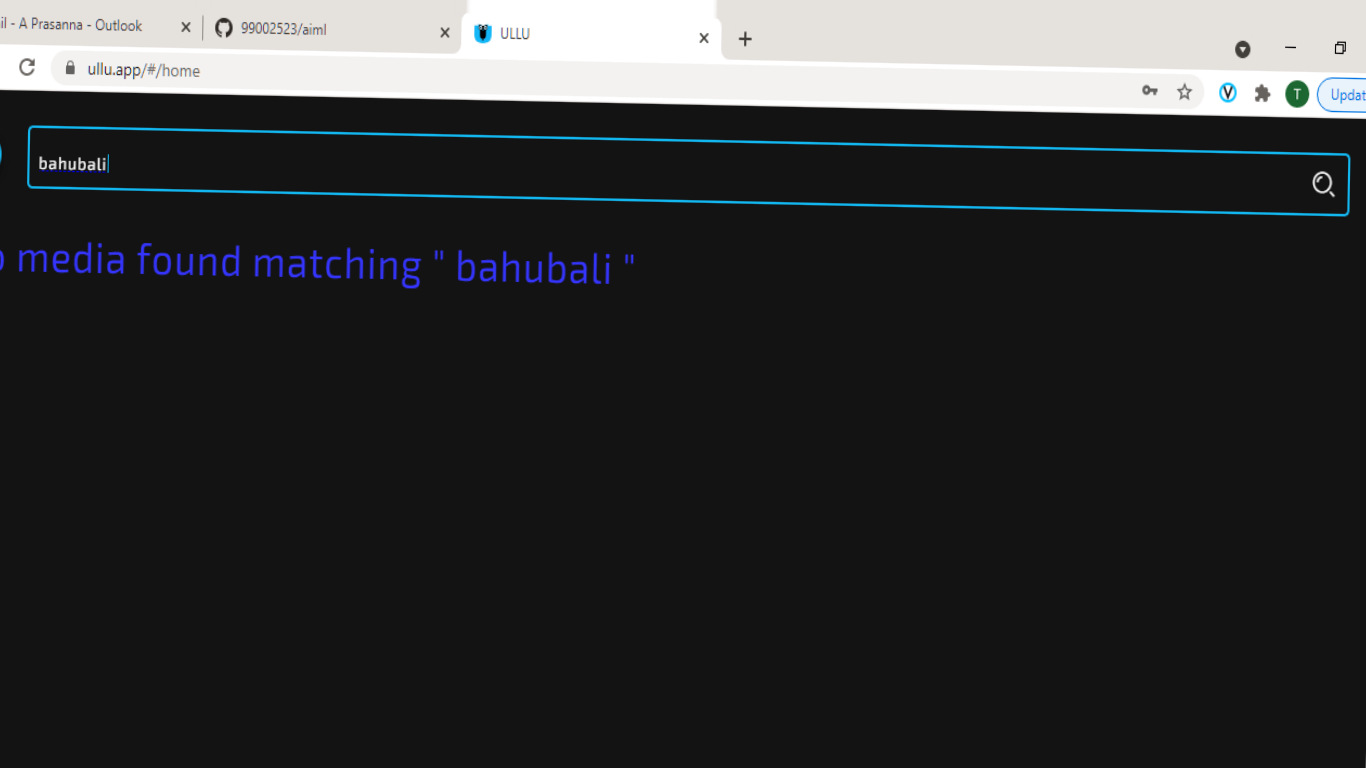 il - A Prasanna - Outlook
99002523/aiml
ULLU
ullu.app/#/home
T
Updat
bahubali
media found matching " bahubali "